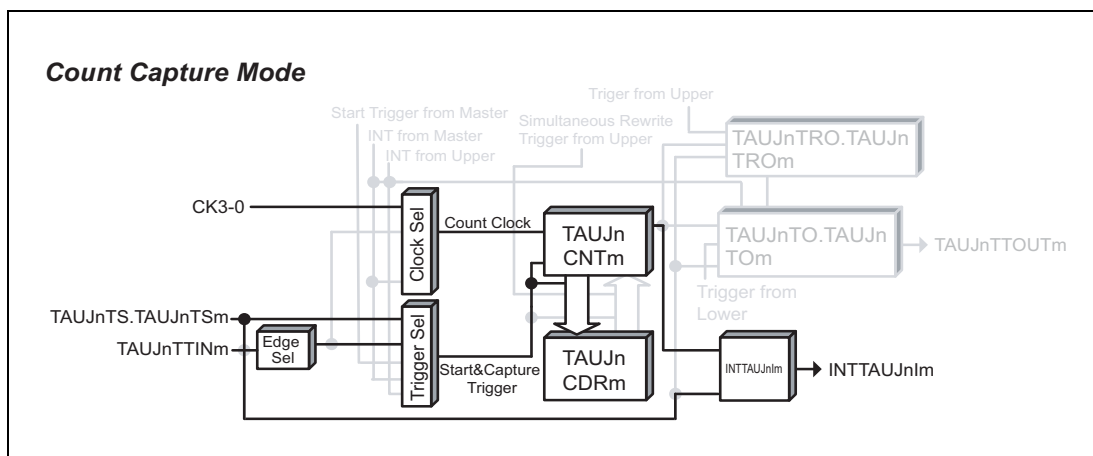 Count Capture Mode
Triger from Upper
Start Trigger from Master
Simultaneous Rewrite
Trigger from Upper
INT from Master
INT from Upper
TAUJnTRO.TAUJn
TROm
CK3-0
Clock Sel
Count Clock
TAUJn
CNTm
TAUJnTO.TAUJn
TOm
TAUJnTTOUTm
Trigger from
Lower
TAUJnTS.TAUJnTSm
TAUJnTTINm
Edge
Sel
Trigger Sel
Start&Capture
Trigger
TAUJn
CDRm
INTTAUJnIm
INTTAUJnIm